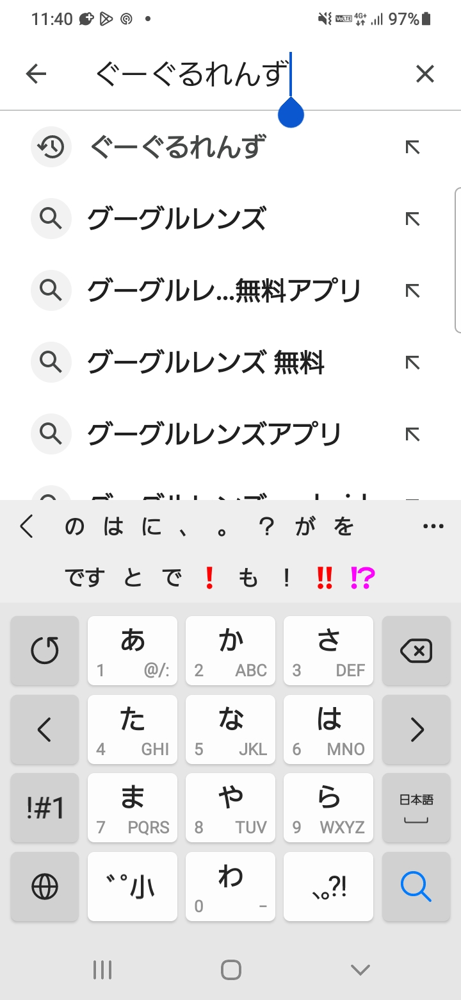 11:40 VoLTE 4G+ 97%
ぐーぐるれんず
ぐーぐるれんず
グーグルレンズ
グーグルレ...無料アプリ
グーグルレンズ 無料
グーグルレンズアプリ
の は に 、 。 ? が を ...
です と で ! も ! !! !?
あ 1 @/: か 2 ABC さ 3 DEF
た 4 GHI な 5 JKL は 6 MNO
!#1 ま 7 PQRS や 8 TUV ら 9 WXYZ 日本語
゛゜小 わ 0 - 、。?!